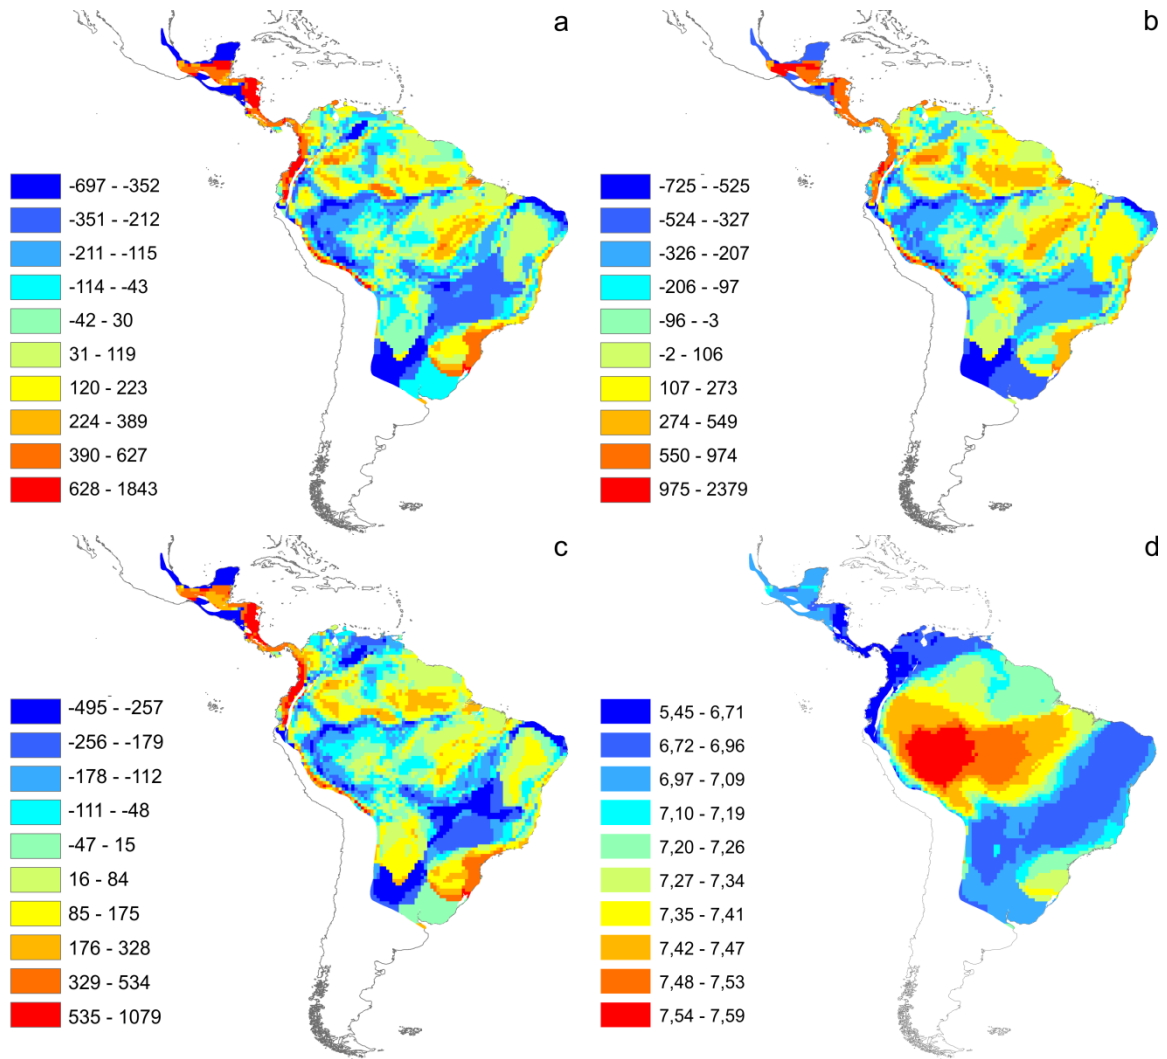 a
-697 - -352
-351 - -212
-211 - -115
-114 - -43
-42 - 30
31 - 119
120 - 223
224 - 389
390 - 627
628 - 1843
b
-725 - -525
-524 - -327
-326 - -207
-206 - -97
-96 - -3
-2 - 106
107 - 273
274 - 549
550 - 974
975 - 2379
c
-495 - -257
-256 - -179
-178 - -112
-111 - -48
-47 - 15
16 - 84
85 - 175
176 - 328
329 - 534
535 - 1079
d
5,45 - 6,71
6,72 - 6,96
6,97 - 7,09
7,10 - 7,19
7,20 - 7,26
7,27 - 7,34
7,35 - 7,41
7,42 - 7,47
7,48 - 7,53
7,54 - 7,59